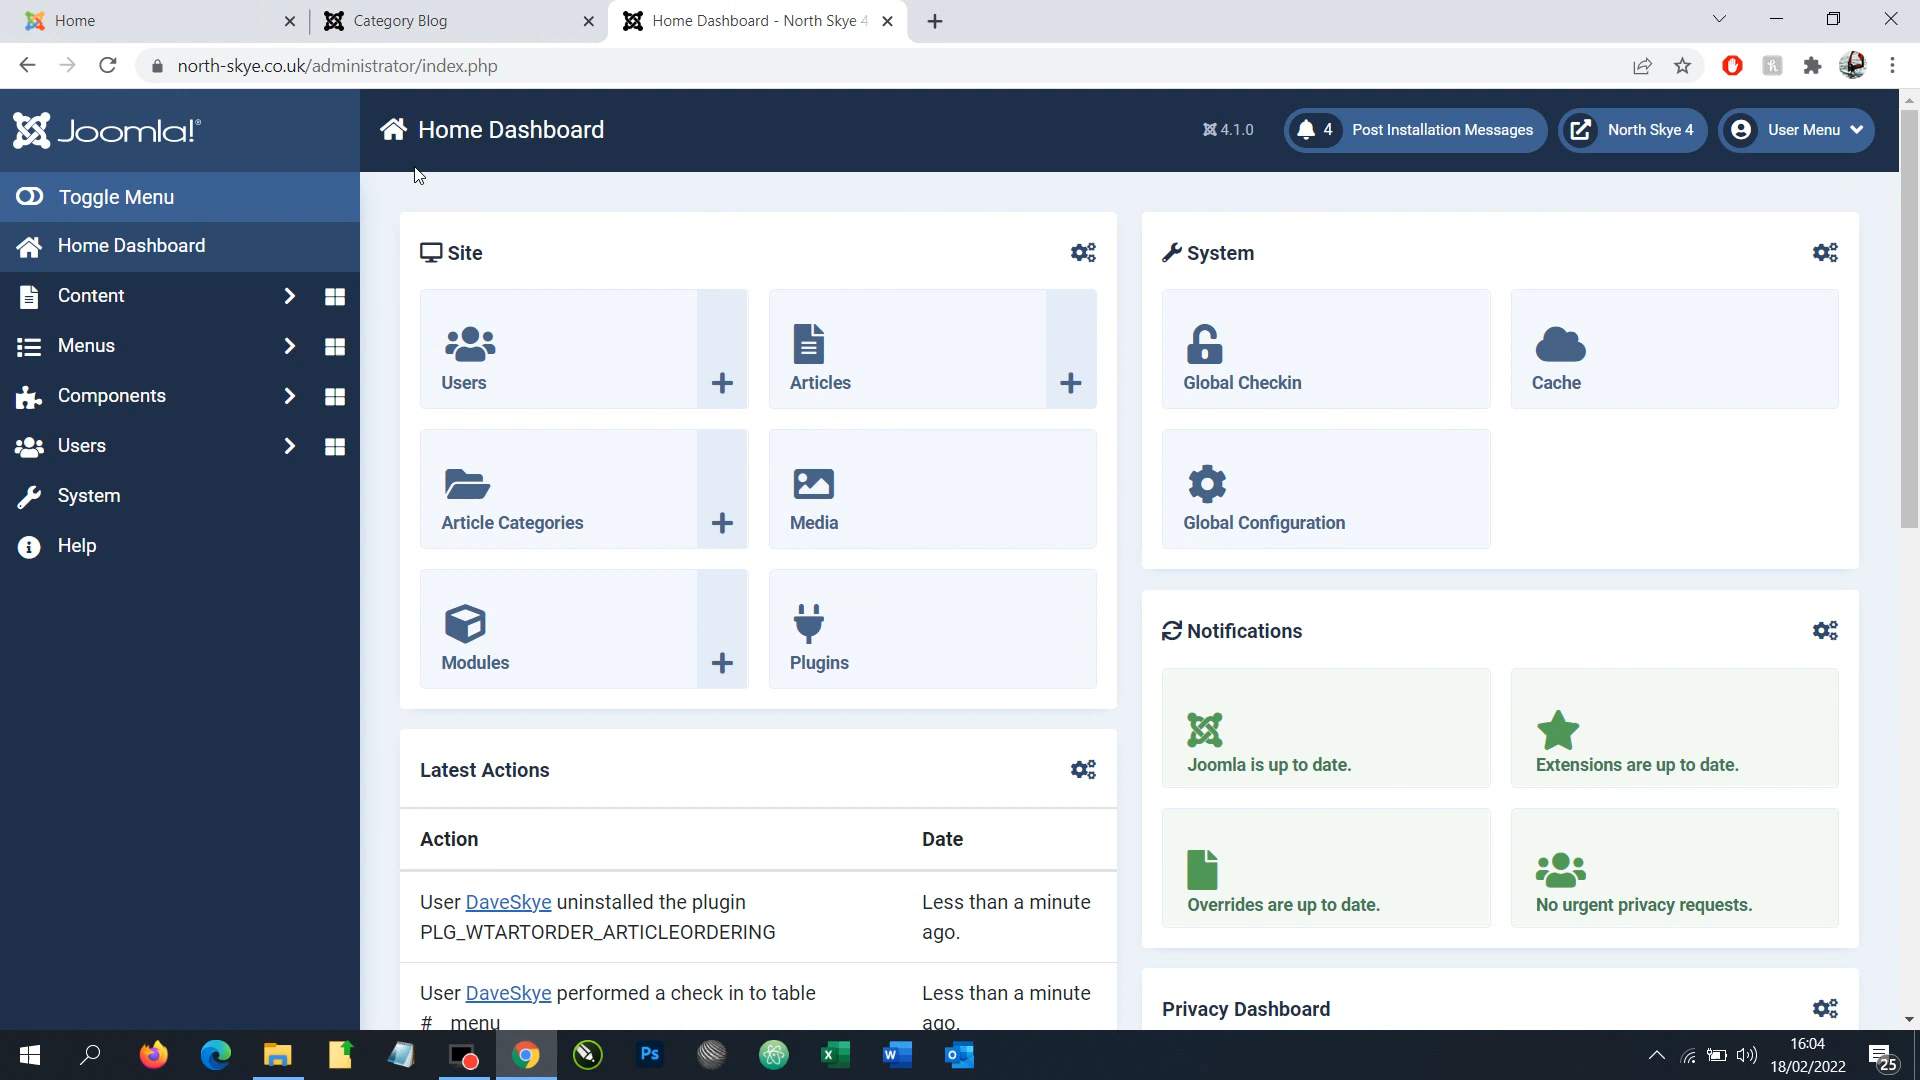 Home
Category Blog
Home Dashboard - North Skye 4
north-skye.co.uk/administrator/index.php
Joomla!®
Home Dashboard
4.1.0
4
Post Installation Messages
North Skye 4
User Menu
Toggle Menu
Home Dashboard
Content
Menus
Components
Users
System
Help
Site
Users
Articles
Article Categories
Media
Modules
Plugins
System
Global Checkin
Cache
Global Configuration
Notifications
Joomla is up to date.
Extensions are up to date.
Overrides are up to date.
No urgent privacy requests.
Privacy Dashboard
Latest Actions
Action Date
User DaveSkye uninstalled the plugin
PLG_WTARTORDER_ARTICLEORDERING
Less than a minute
ago.
User DaveSkye performed a check in to table
#__menu
Less than a minute
ago.
Ps
16:04
18/02/2022
25